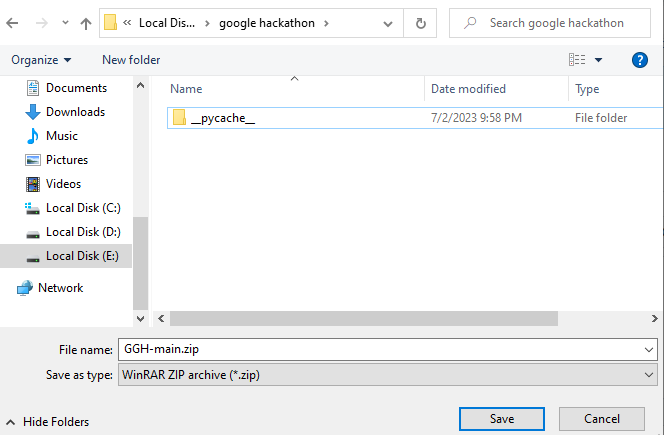 « Local Dis... › google hackathon ›
Search google hackathon
Organize
New folder
?
Name
Date modified
Type
__pycache__
7/2/2023 9:58 PM
File folder
Documents
Downloads
Music
Pictures
Videos
Local Disk (C:)
Local Disk (D:)
Local Disk (E:)
Network
File name: GGH-main.zip
Save as type: WinRAR ZIP archive (*.zip)
Hide Folders
Save
Cancel